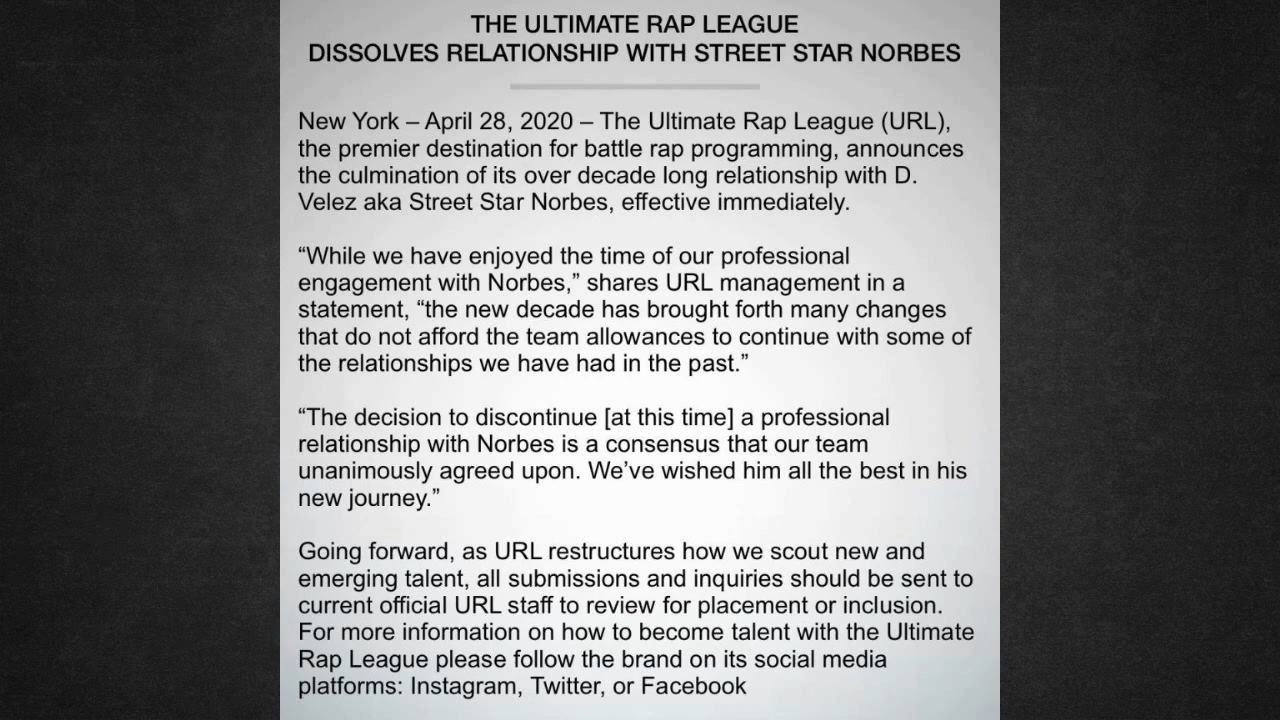 THE ULTIMATE RAP LEAGUE
DISSOLVES RELATIONSHIP WITH STREET STAR NORBES
New York – April 28, 2020 – The Ultimate Rap League (URL),
the premier destination for battle rap programming, announces
the culmination of its over decade long relationship with D.
Velez aka Street Star Norbes, effective immediately.
“While we have enjoyed the time of our professional
engagement with Norbes,” shares URL management in a
statement, “the new decade has brought forth many changes
that do not afford the team allowances to continue with some of
the relationships we have had in the past.”
“The decision to discontinue [at this time] a professional
relationship with Norbes is a consensus that our team
unanimously agreed upon. We’ve wished him all the best in his
new journey.”
Going forward, as URL restructures how we scout new and
emerging talent, all submissions and inquiries should be sent to
current official URL staff to review for placement or inclusion.
For more information on how to become talent with the Ultimate
Rap League please follow the brand on its social media
platforms: Instagram, Twitter, or Facebook